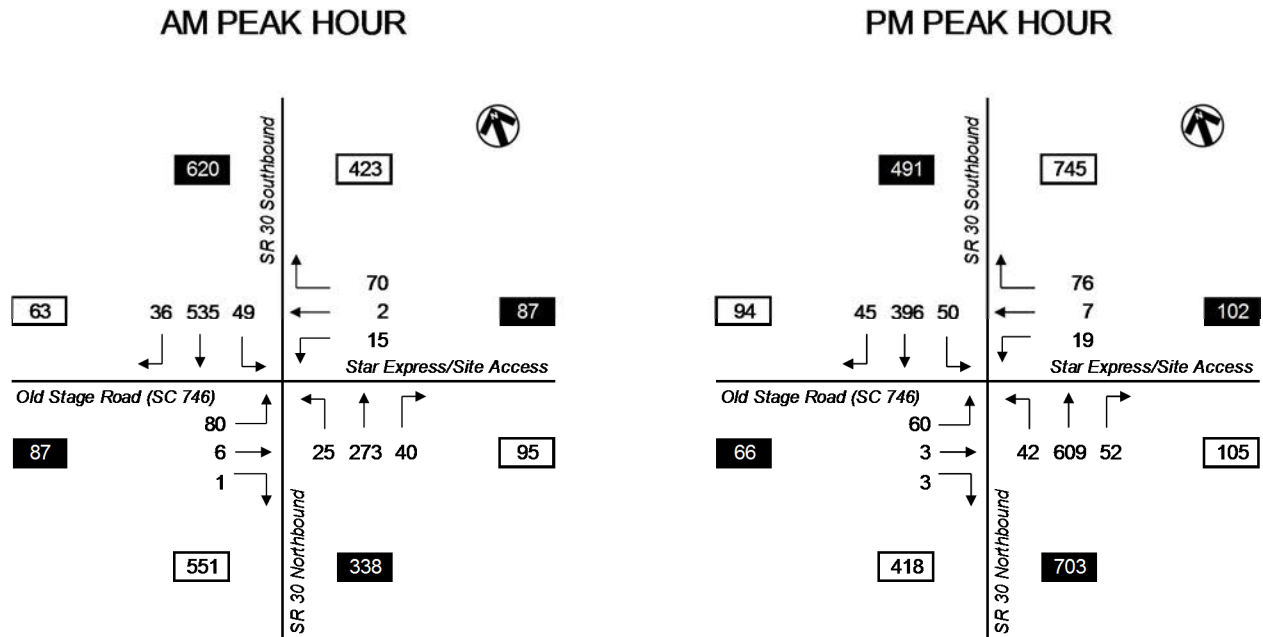 AM PEAK HOUR
SR 30 Southbound
N
620
423
70
63
36 535 49
2
87
15
Star Express/Site Access
Old Stage Road (SC 746)
80
87
6
25 273 40
95
1
SR 30 Northbound
551
338
PM PEAK HOUR
SR 30 Southbound
N
491
745
76
94
45 396 50
7
102
19
Star Express/Site Access
Old Stage Road (SC 746)
60
66
3
42 609 52
105
3
SR 30 Northbound
418
703